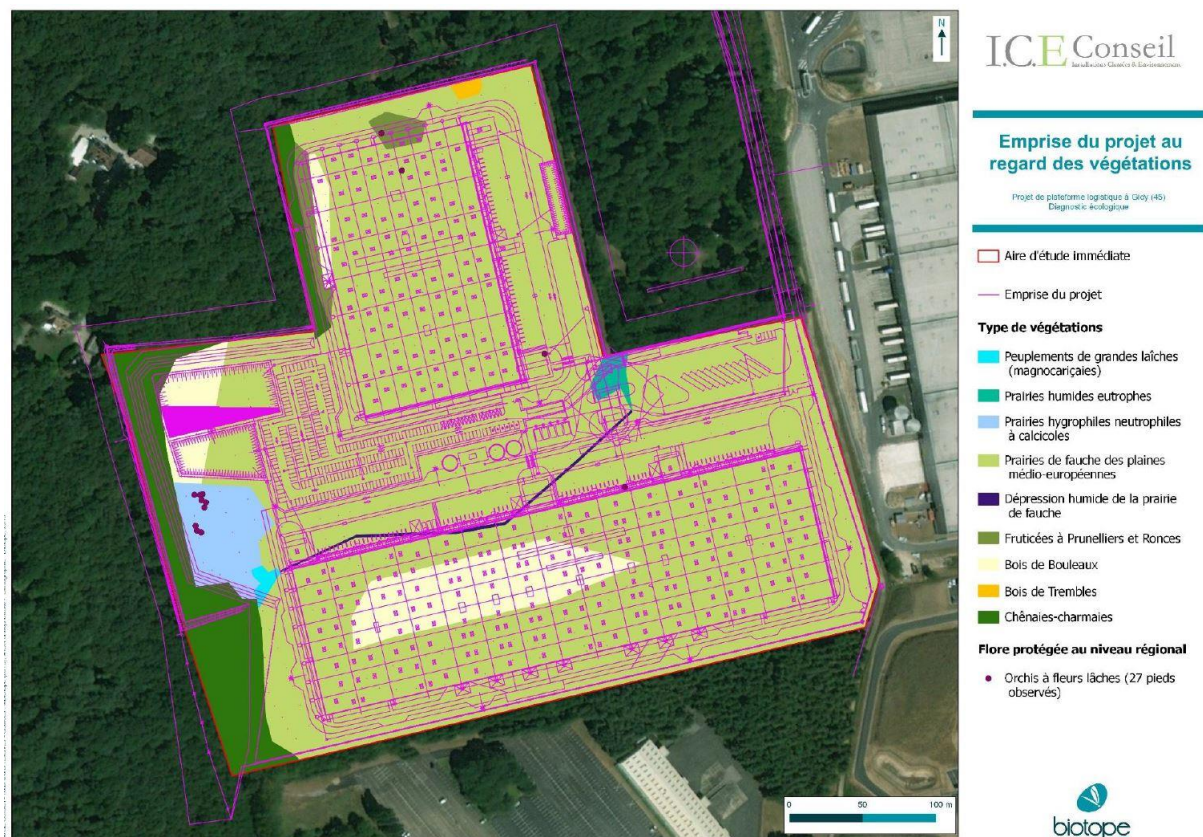 N
I.C.E Conseil
Installations Classées & Environnement
Emprise du projet au
regard des végétations
Projet de plateforme logistique à Gidy (45)
Diagnostic écologique
Aire d'étude immédiate
Emprise du projet
Type de végétations
Peuplements de grandes laîches
(magnocariçaies)
Prairies humides eutrophes
Prairies hygrophiles neutrophiles
à calcicoles
Prairies de fauche des plaines
médio-européennes
Dépression humide de la prairie
de fauche
Fruticées à Prunelliers et Ronces
Bois de Bouleaux
Bois de Trembles
Chênaies-charmaies
Flore protégée au niveau régional
Orchis à fleurs lâches (27 pieds
observés)
0 50 100 m
biotope